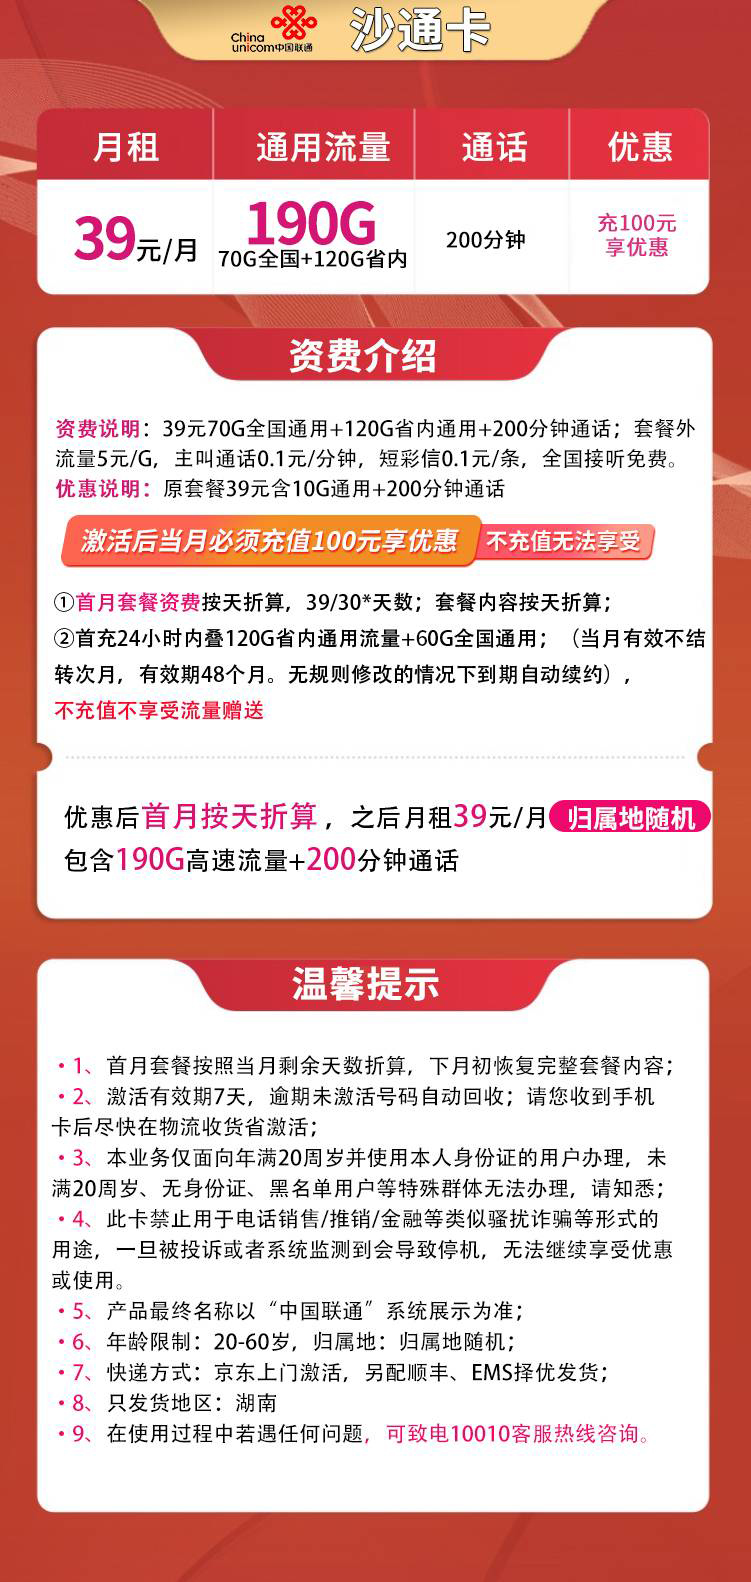 China
unicom中国联通
沙通卡
月租
通用流量
通话
优惠
39元/月
190G
70G全国+120G省内
200分钟
充100元
享优惠
资费介绍
资费说明：39元70G全国通用+120G省内通用+200分钟通话；套餐外
流量5元/G，主叫通话0.1元/分钟，短彩信0.1元/条，全国接听免费。
优惠说明：原套餐39元含10G通用+200分钟通话
激活后当月必须充值100元享优惠
不充值无法享受
①首月套餐资费按天折算，39/30*天数；套餐内容按天折算；
②首充24小时内叠120G省内通用流量+60G全国通用；（当月有效不结
转次月，有效期48个月。无规则修改的情况下到期自动续约），
不充值不享受流量赠送
优惠后首月按天折算，之后月租39元/月 归属地随机
包含190G高速流量+200分钟通话
温馨提示
·1、首月套餐按照当月剩余天数折算，下月初恢复完整套餐内容；
·2、激活有效期7天，逾期未激活号码自动回收；请您收到手机
卡后尽快在物流收货省激活；
·3、本业务仅面向年满20周岁并使用本人身份证的用户办理，未
满20周岁、无身份证、黑名单用户等特殊群体无法办理，请知悉；
·4、此卡禁止用于电话销售/推销/金融等类似骚扰诈骗等形式的
用途，一旦被投诉或者系统监测到会导致停机，无法继续享受优惠
或使用。
·5、产品最终名称以“中国联通”系统展示为准；
·6、年龄限制：20-60岁，归属地：归属地随机；
·7、快递方式：京东上门激活，另配顺丰、EMS择优发货；
·8、只发货地区：湖南
·9、在使用过程中若遇任何问题，可致电10010客服热线咨询。